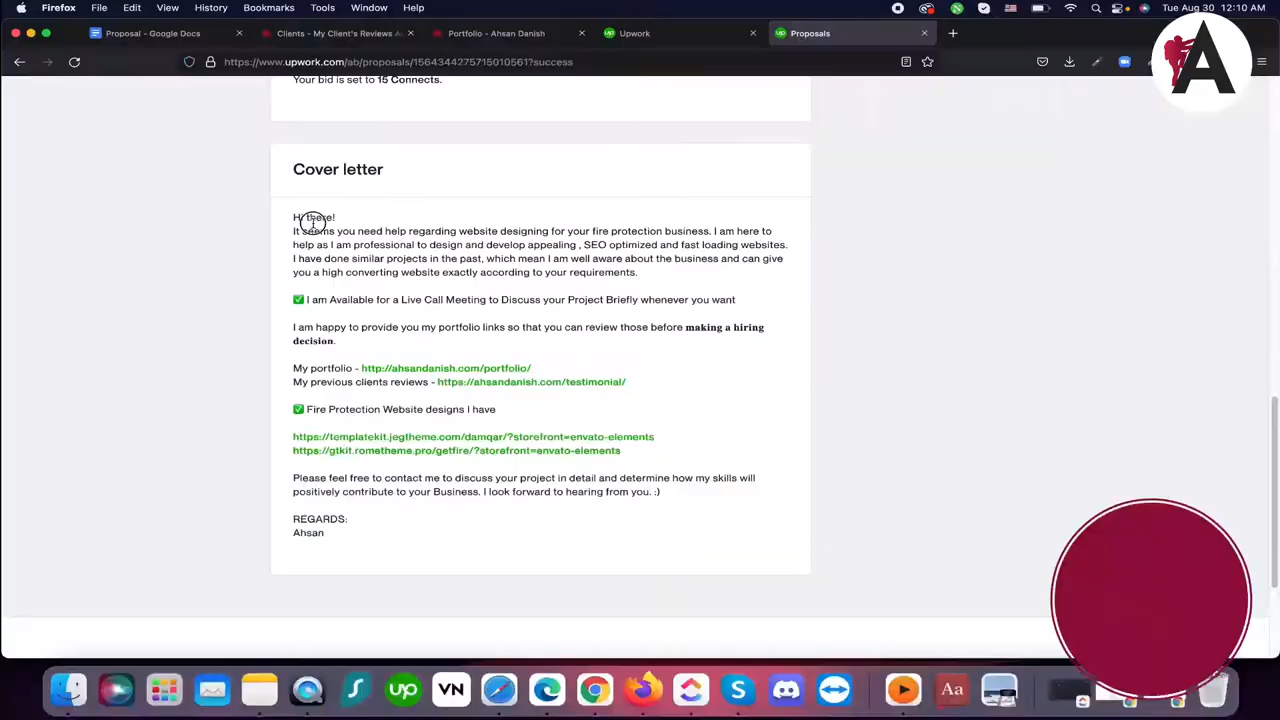 Firefox File Edit View History Bookmarks Tools Window Help Tue Aug 30 12:10 AM
Proposal - Google Docs Clients - My Client's Reviews A Portfolio - Ahsan Danish Upwork Proposals
https://www.upwork.com/ab/proposals/1564344275715010561?success
Your bid is set to 15 Connects.
Cover letter
Hi there!
It seems you need help regarding website designing for your fire protection business. I am here to
help as I am professional to design and develop appealing , SEO optimized and fast loading websites.
I have done similar projects in the past, which mean I am well aware about the business and can give
you a high converting website exactly according to your requirements.
✅ I am Available for a Live Call Meeting to Discuss your Project Briefly whenever you want
I am happy to provide you my portfolio links so that you can review those before making a hiring
decision.
My portfolio - http://ahsandanish.com/portfolio/
My previous clients reviews - https://ahsandanish.com/testimonial/
✅ Fire Protection Website designs I have
https://templatekit.jegtheme.com/damqar/?storefront=envato-elements
https://gtkit.rometheme.pro/getfire/?storefront=envato-elements
Please feel free to contact me to discuss your project in detail and determine how my skills will
positively contribute to your Business. I look forward to hearing from you. :)
REGARDS:
Ahsan
up VN Aa